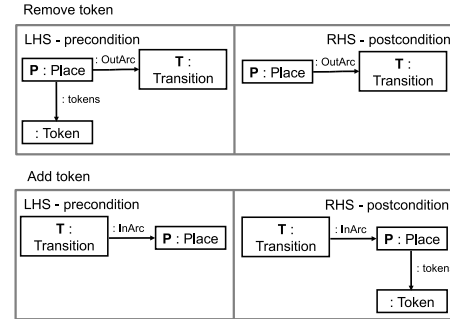 Remove token
LHS - precondition
RHS - postcondition
P : Place
: OutArc
T :
Transition
: tokens
: Token
P : Place
: OutArc
T :
Transition
Add token
LHS - precondition
RHS - postcondition
T :
Transition
: InArc
P : Place
T :
Transition
: InArc
P : Place
: token
: Token